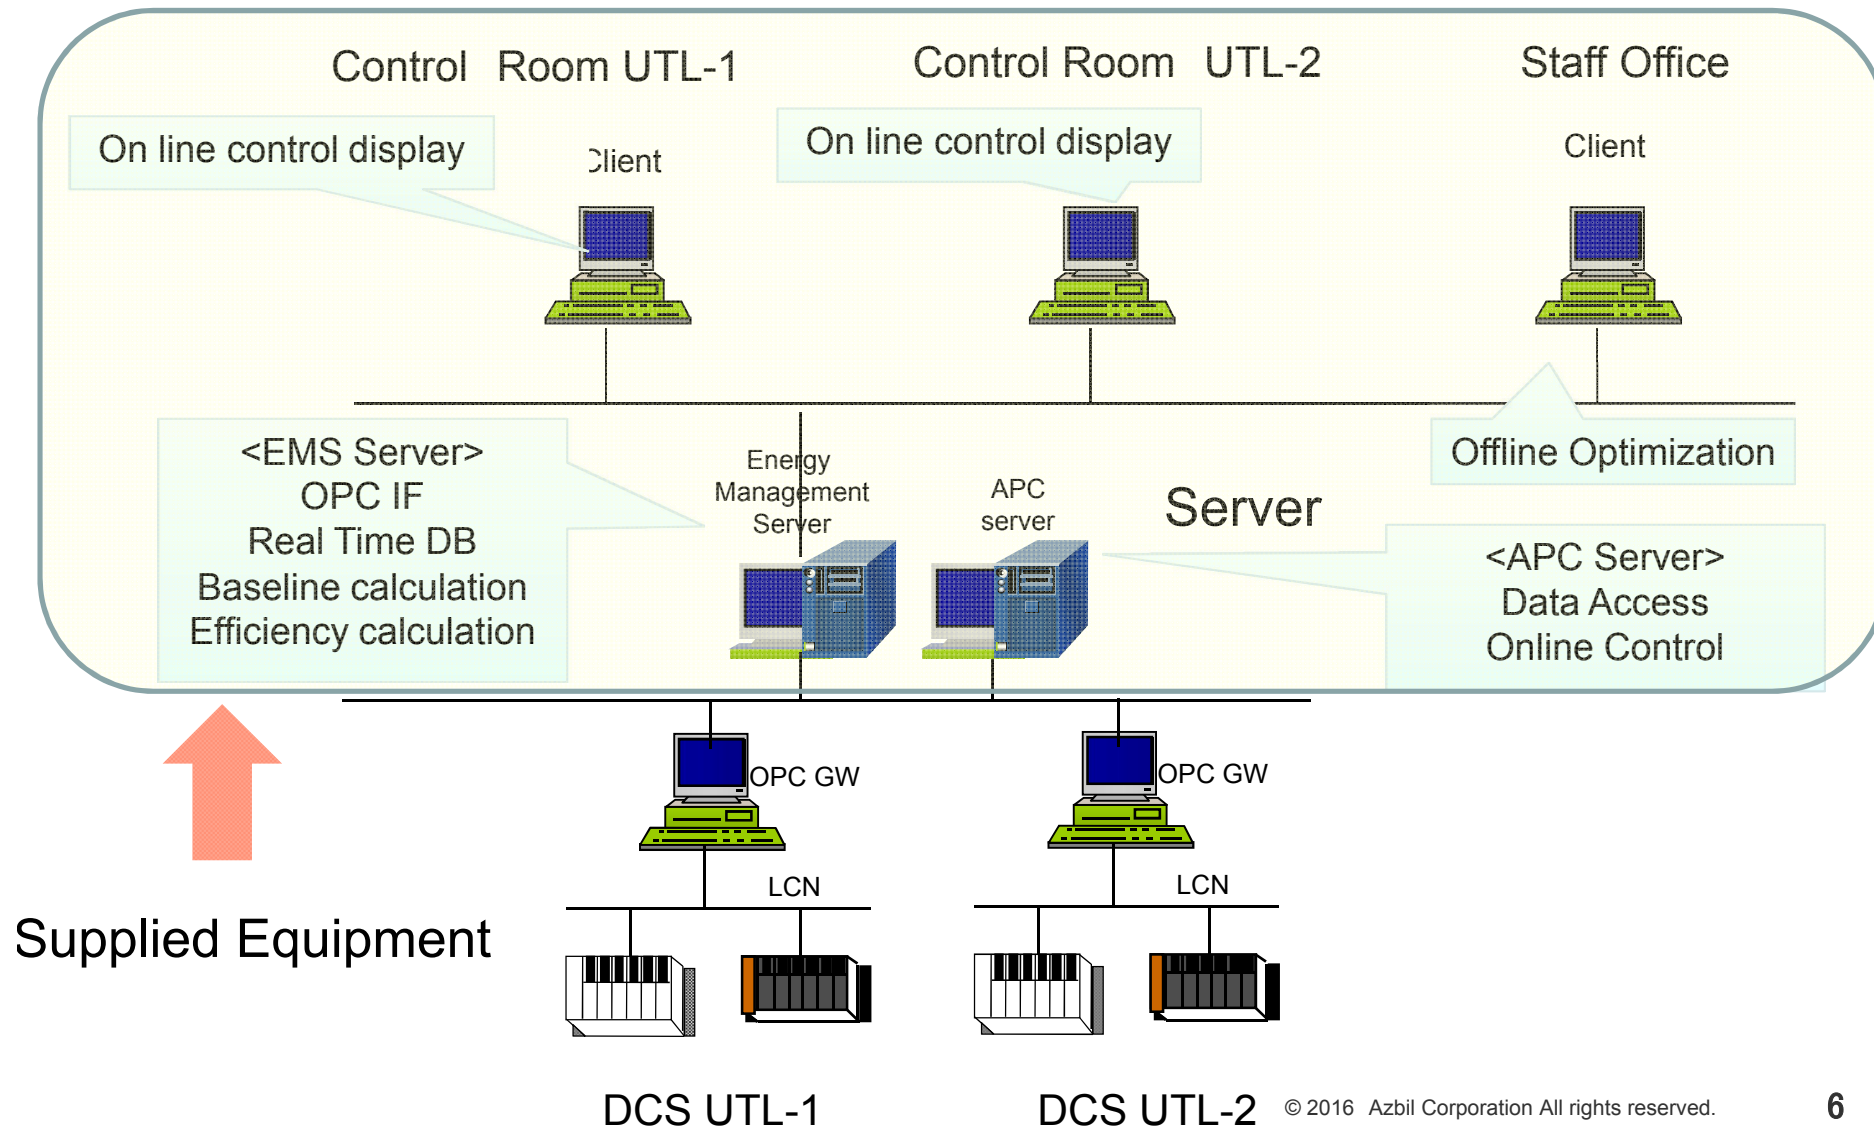 Control Room UTL-1
Control Room UTL-2
Staff Office
On line control display
Client
On line control display
Client
<EMS Server>
OPC IF
Real Time DB
Baseline calculation
Efficiency calculation
Energy
Management
Server
APC
server
Server
Offline Optimization
<APC Server>
Data Access
Online Control
OPC GW
OPC GW
LCN
LCN
Supplied Equipment
DCS UTL-1
DCS UTL-2
© 2016 Azbil Corporation All rights reserved.
6